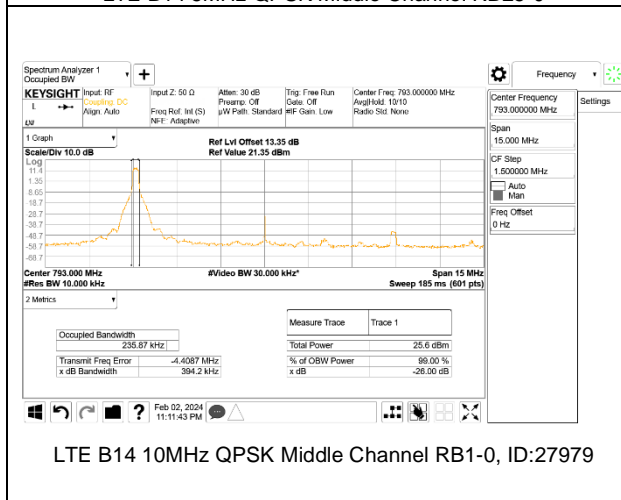 Spectrum Analyzer 1
Occupied BW
+
Frequency
KEYSIGHT
Input: RF
Coupling: DC
Align: Auto
Input Z: 50 Ω
Freq Ref: Int (S)
NFE: Adaptive
Atten: 30 dB
Preamp: Off
µW Path: Standard
Trig: Free Run
Gate: Off
#IF Gain: Low
Center Freq: 793.000000 MHz
Avg|Hold: 10/10
Radio Std: None
Center Frequency
793.000000 MHz
Settings
Span
15.000 MHz
CF Step
1.500000 MHz
Auto
Man
Freq Offset
0 Hz
1 Graph
Scale/Div 10.0 dB
Ref Lvl Offset 13.35 dB
Ref Value 21.35 dBm
Log
11.4
1.35
-8.65
-18.7
-28.7
-38.7
-48.7
-58.7
-68.7
Center 793.000 MHz
#Video BW 30.000 kHz*
Span 15 MHz
#Res BW 10.000 kHz
Sweep 185 ms (601 pts)
2 Metrics
Measure Trace Trace 1
Occupied Bandwidth
235.87 kHz
Total Power 25.6 dBm
Transmit Freq Error -4.4087 MHz
% of OBW Power 99.00 %
x dB Bandwidth 394.2 kHz
x dB -26.00 dB
Feb 02, 2024
11:11:43 PM
LTE B14 10MHz QPSK Middle Channel RB1-0, ID:27979